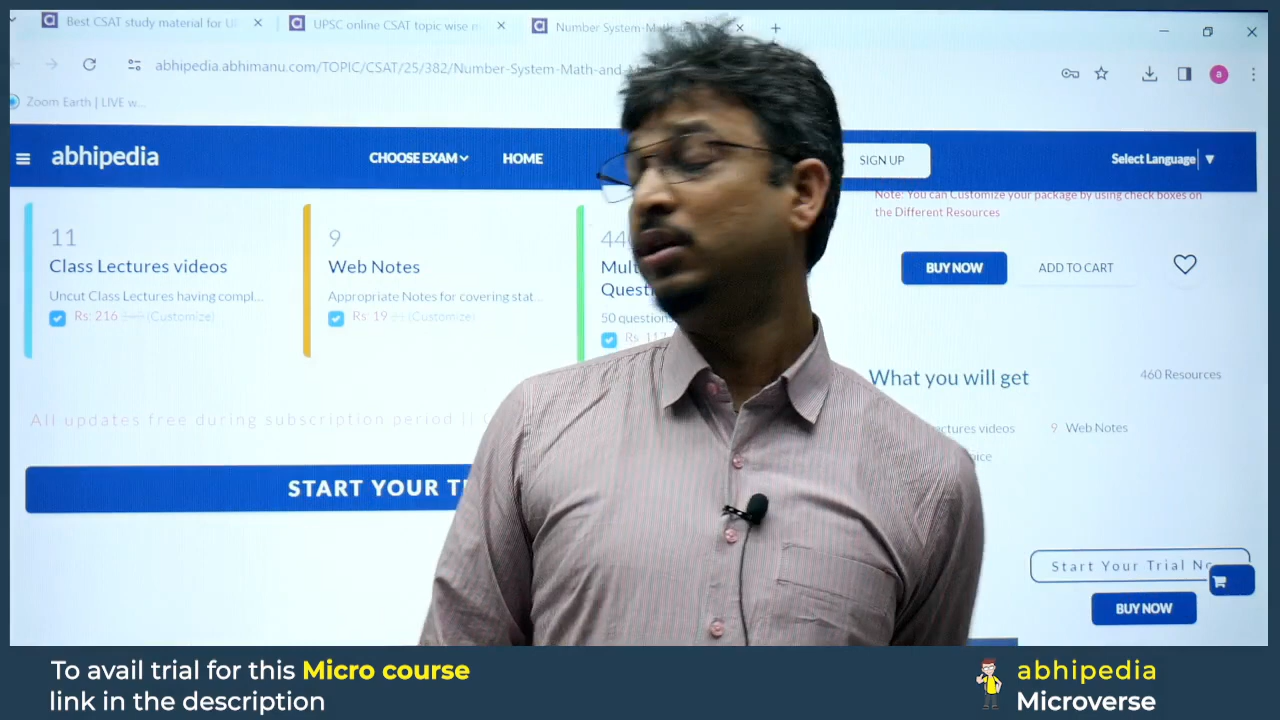 Best CSAT study material for U
UPSC online CSAT topic wise m
Number System-Math
abhipedia.abhimanu.com/TOPIC/CSAT/25/382/Number-System-Math-and-
a
Zoom Earth | LIVE w...
abhipedia
CHOOSE EXAM
HOME
SIGN UP
Select Language
Note: You can Customize your package by using check boxes on
the Different Resources
11
Class Lectures videos
Uncut Class Lectures having compl...
Rs: 216 (Customize)
9
Web Notes
Appropriate Notes for covering stat...
Rs: 19 (Customize)
44
Mult
Questi
50 question
Rs: 117
BUY NOW
ADD TO CART
What you will get
460 Resources
ctures videos
9 Web Notes
oice
All updates free during subscription period ||
START YOUR T
Start Your Trial No
BUY NOW
To avail trial for this Micro course
link in the description
abhipedia
Microverse